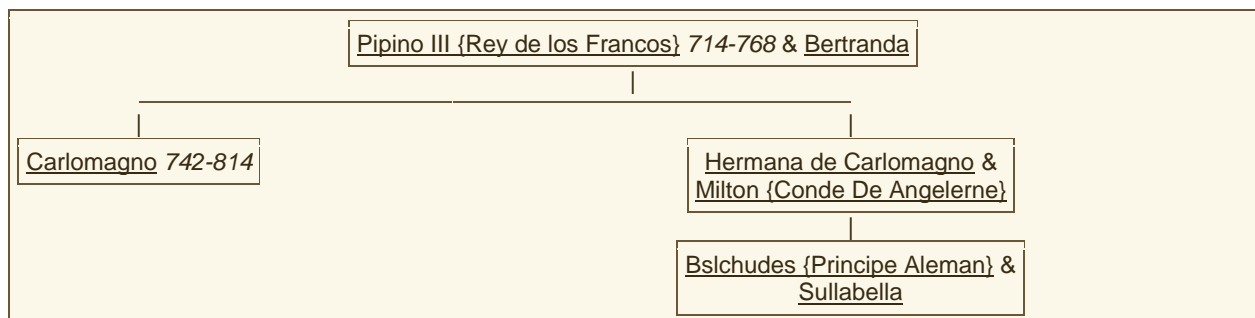 Pipino III {Rey de los Francos} 714-768 & Bertranda
Carlomagno 742-814
Hermana de Carlomagno &
Milton {Conde De Angelerne}
Bslchudes {Principe Aleman} &
Sullabella